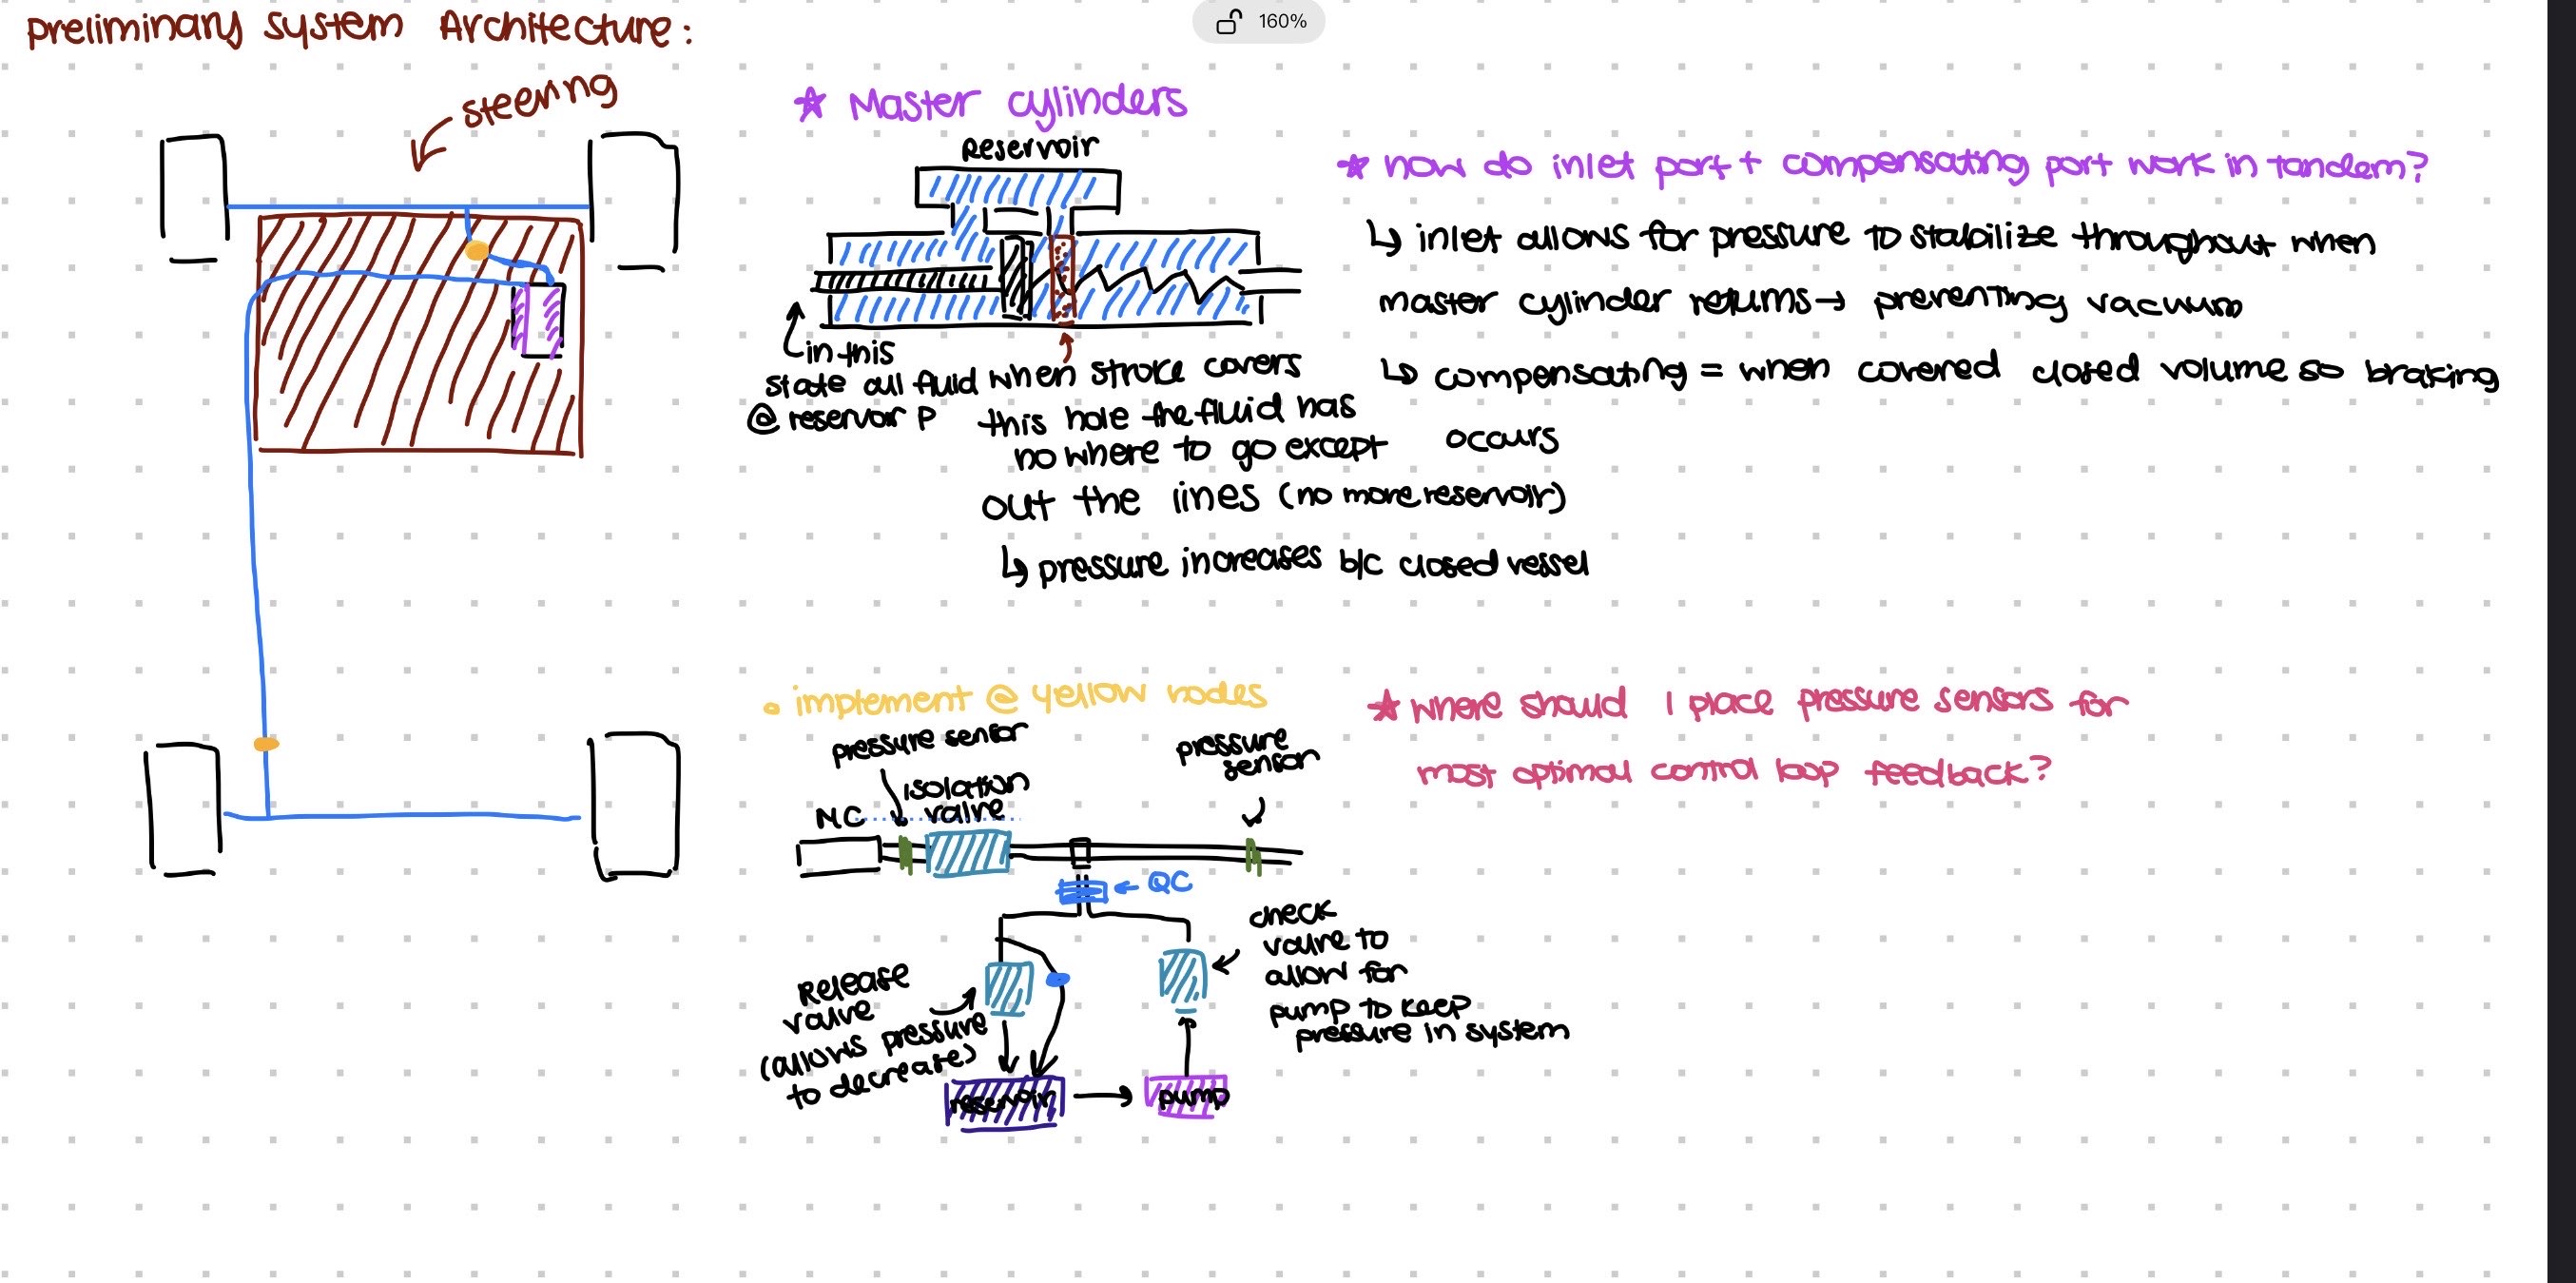 preliminary system Architecture:
160%
steering
☆ Master cylinders
Reservoir
in this
state all fluid
@ reservoir P
when stroke covers
this hole the fluid has
no where to go except
out the lines (no more reservoir)
↳ pressure increases b/c closed vessel
☆ how do inlet port + compensating port work in tandem?
↳ inlet allows for pressure to stabilize throughout when
master cylinder returns → preventing vacuum
↳ compensating = when covered closed volume so braking
occurs
• implement @ yellow nodes
pressure sensor
isolation
valve
M.C
pressure
sensor
← QC
check
valve to
allow for
pump to keep
pressure in system
Release
valve
(allows pressure
to decrease)
reservoir
pump
★ where should I place pressure sensors for
most optimal control loop feedback?